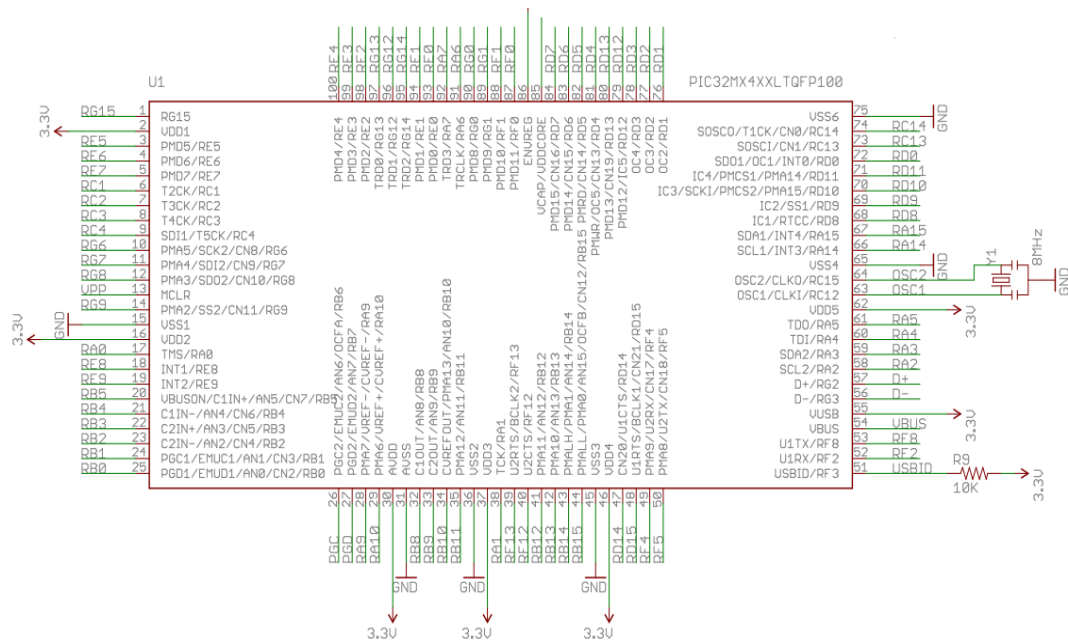 RE4
RE3
RE2
RG13
RG12
RG14
RE1
RE0
RA7
RA6
RG0
RG1
RF1
RF0
RD7
RD6
RD5
RD4
RD13
RD12
RD3
RD2
RD1
100
99
98
97
96
95
94
93
92
91
90
89
88
87
86
85
84
83
82
81
80
79
78
77
76
U1
PIC32MX4XXLTQFP100
PMD4/RE4
PMD3/RE3
PMD2/RE2
TRD0/RG13
TRD1/RG12
TRD2/RG14
PMD1/RE1
PMD0/RE0
TRD3/RA7
TRCLK/RA6
PMD8/RG0
PMD9/RG1
PMD10/RF1
PMD11/RF0
ENVREG
VCAP/VDDCORE
PMD15/CN16/RD7
PMD14/CN15/RD6
PMRD/CN14/RD5
PMWR/OC5/CN13/RD4
PMD13/CN19/RD13
PMD12/IC5/RD12
OC4/RD3
OC3/RD2
OC2/RD1
RG15 1 RG15
3.3V 2 VDD1
RE5 3 PMD5/RE5
RE6 4 PMD6/RE6
RE7 5 PMD7/RE7
RC1 6 T2CK/RC1
RC2 7 T3CK/RC2
RC3 8 T4CK/RC3
RC4 9 SDI1/T5CK/RC4
RG6 10 PMA5/SCK2/CN8/RG6
RG7 11 PMA4/SDI2/CN9/RG7
RG8 12 PMA3/SDO2/CN10/RG8
VPP 13 MCLR
RG9 14 PMA2/SS2/CN11/RG9
GND 15 VSS1
3.3V 16 VDD2
RA0 17 TMS/RA0
RE8 18 INT1/RE8
RE9 19 INT2/RE9
RB5 20 VBUSON/C1IN+/AN5/CN7/RB5
RB4 21 C1IN-/AN4/CN6/RB4
RB3 22 C2IN+/AN3/CN5/RB3
RB2 23 C2IN-/AN2/CN4/RB2
RB1 24 PGC1/EMUC1/AN1/CN3/RB1
RB0 25 PGD1/EMUD1/AN0/CN2/RB0
VSS6 75 GND
SOSCO/T1CK/CN0/RC14 74 RC14
SOSCI/CN1/RC13 73 RC13
SDO1/OC1/INT0/RD0 72 RD0
IC4/PMCS1/PMA14/RD11 71 RD11
IC3/SCK1/PMCS2/PMA15/RD10 70 RD10
IC2/SS1/RD9 69 RD9
IC1/RTCC/RD8 68 RD8
SDA1/INT4/RA15 67 RA15
SCL1/INT3/RA14 66 RA14
VSS4 65 GND
OSC2/CLKO/RC15 64 OSC2
OSC1/CLKI/RC12 63 OSC1
Y1
8MHz
GND
VDD5 62 3.3V
TDO/RA5 61 RA5
TDI/RA4 60 RA4
SDA2/RA3 59 RA3
SCL2/RA2 58 RA2
D+/RG2 57 D+
D-/RG3 56 D-
VUSB 55 3.3V
VBUS 54 VBUS
U1TX/RF8 53 RF8
U1RX/RF2 52 RF2
USBID/RF3 51 USBID
R9
10K
3.3V
PGC2/EMUC2/AN6/OCFA/RB6
PGD2/EMUD2/AN7/RB7
PMA7/VREF-/CVREF-/RA9
PMA6/VREF+/CVREF+/RA10
AVDD
AVSS
C1OUT/AN8/RB8
C2OUT/AN9/RB9
CVREFOUT/PMA13/AN10/RB10
PMA12/AN11/RB11
VSS2
VDD3
TCK/RA1
U2RTS/BCLK2/RF13
U2CTS/RF12
PMA11/AN12/RB12
PMA10/AN13/RB13
PMALH/PMA1/AN14/RB14
PMALL/PMA0/AN15/OCFB/CN12/RB15
VSS3
VDD4
CN20/U1CTS/RD14
U1RTS/BCLK1/CN21/RD15
PMA9/U2RX/CN17/RF4
PMA8/U2TX/CN18/RF5
26
27
28
29
30
31
32
33
34
35
36
37
38
39
40
41
42
43
44
45
46
47
48
49
50
PGC
PGD
RA9
RA10
RB8
RB9
RB10
RB11
RA1
RF13
RF12
RB12
RB13
RB14
RB15
RD14
RD15
RF4
RF5
GND
GND
GND
3.3V
3.3V
3.3V